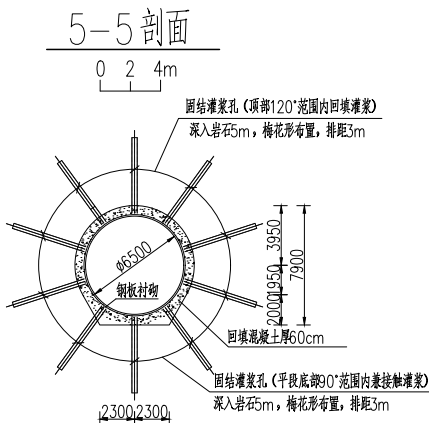 5-5剖面
0 2 4m
固结灌浆孔(顶部120°范围内回填灌浆)
深入岩石5m,梅花形布置,排距3m
ø6500
钢板衬砌
3950
1950
2000
7900
回填混凝土厚60cm
固结灌浆孔(平段底部90°范围内兼接触灌浆)
深入岩石5m,梅花形布置,排距3m
2300 2300